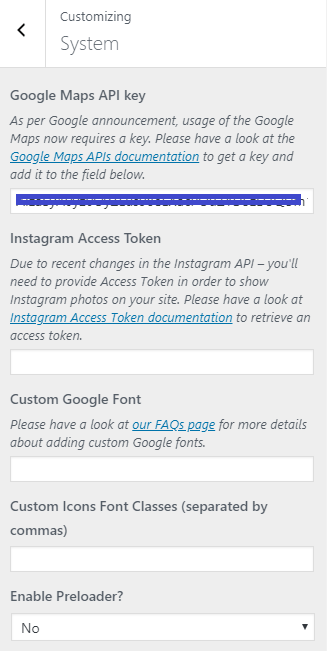 Customizing
System
Google Maps API key
As per Google announcement, usage of the Google
Maps now requires a key. Please have a look at the
Google Maps APIs documentation to get a key and
add it to the field below.
Instagram Access Token
Due to recent changes in the Instagram API – you'll
need to provide Access Token in order to show
Instagram photos on your site. Please have a look at
Instagram Access Token documentation to retrieve an
access token.
Custom Google Font
Please have a look at our FAQs page for more details
about adding custom Google fonts.
Custom Icons Font Classes (separated by
commas)
Enable Preloader?
No